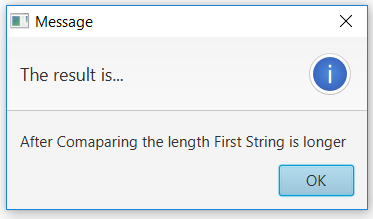 Message
The result is...
i
After Comaparing the length First String is longer
OK